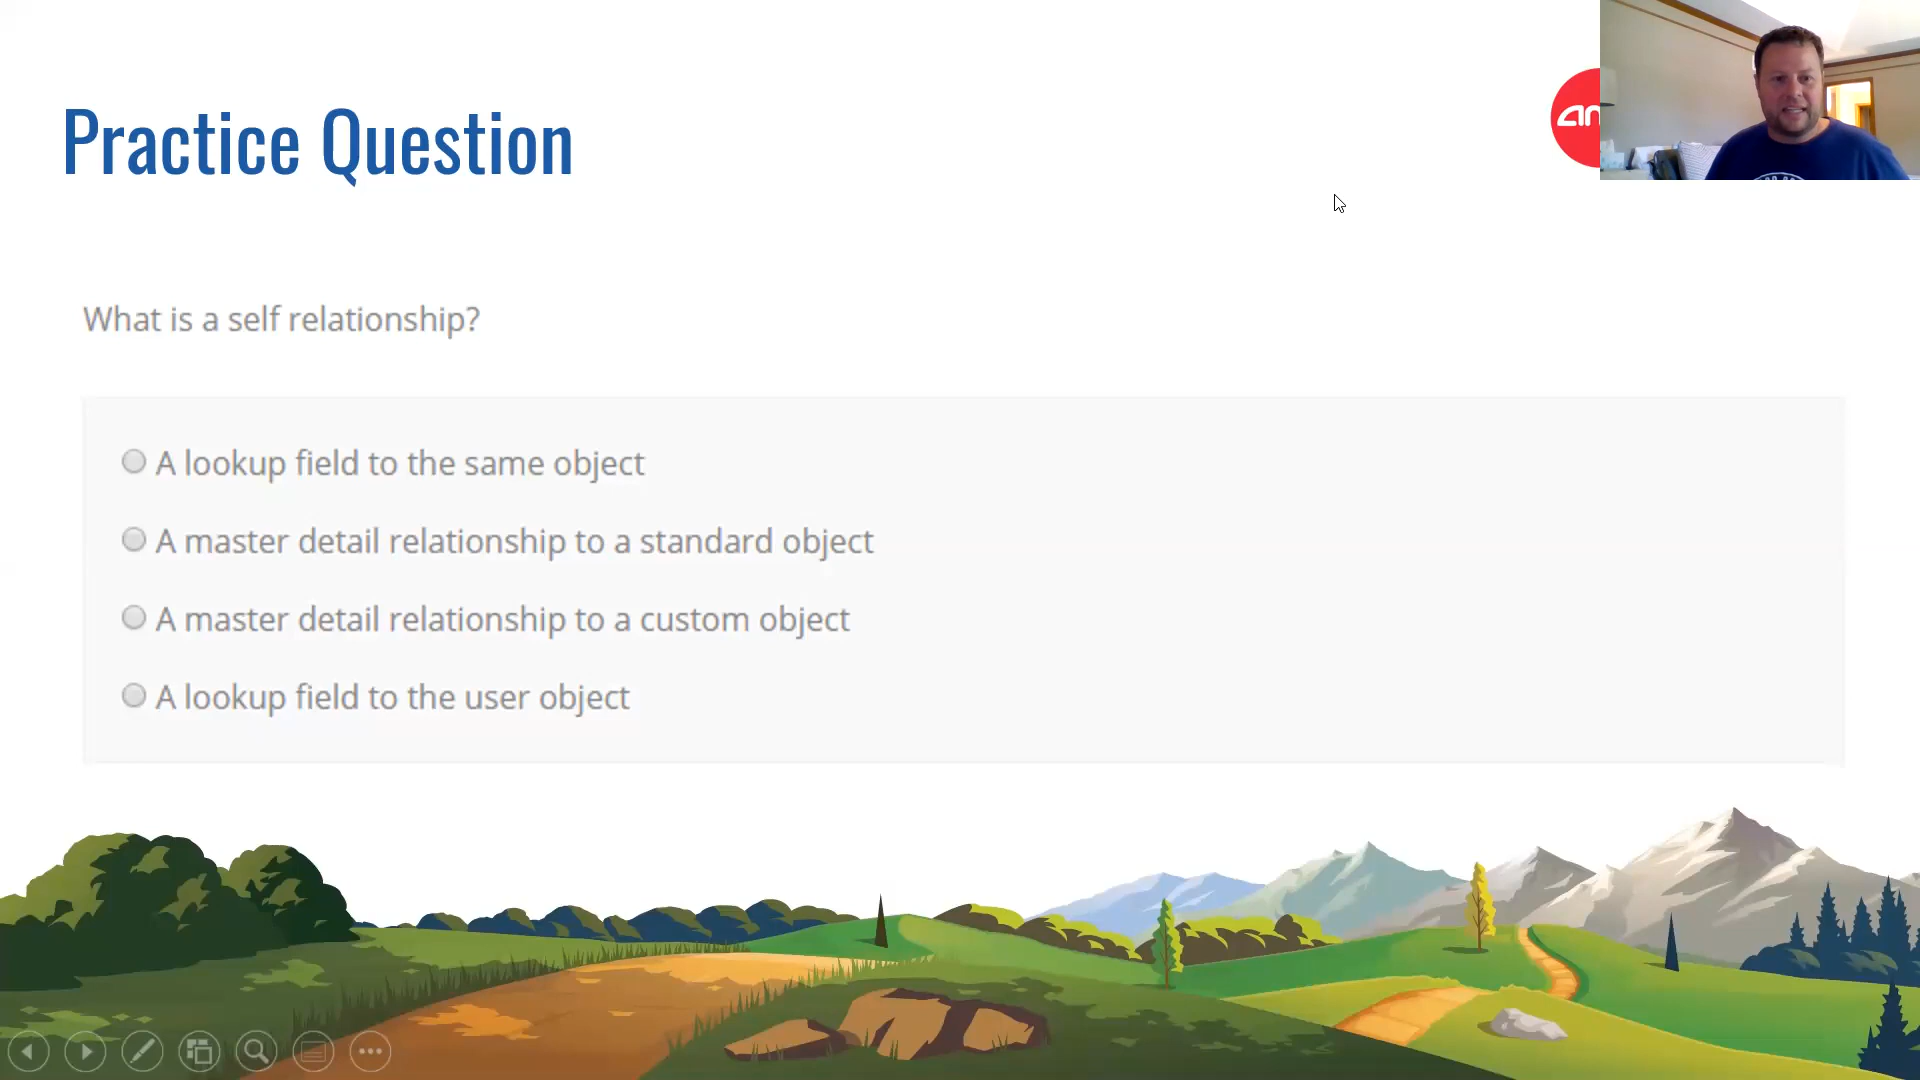 Practice Question
What is a self relationship?
A lookup field to the same object
A master detail relationship to a standard object
A master detail relationship to a custom object
A lookup field to the user object